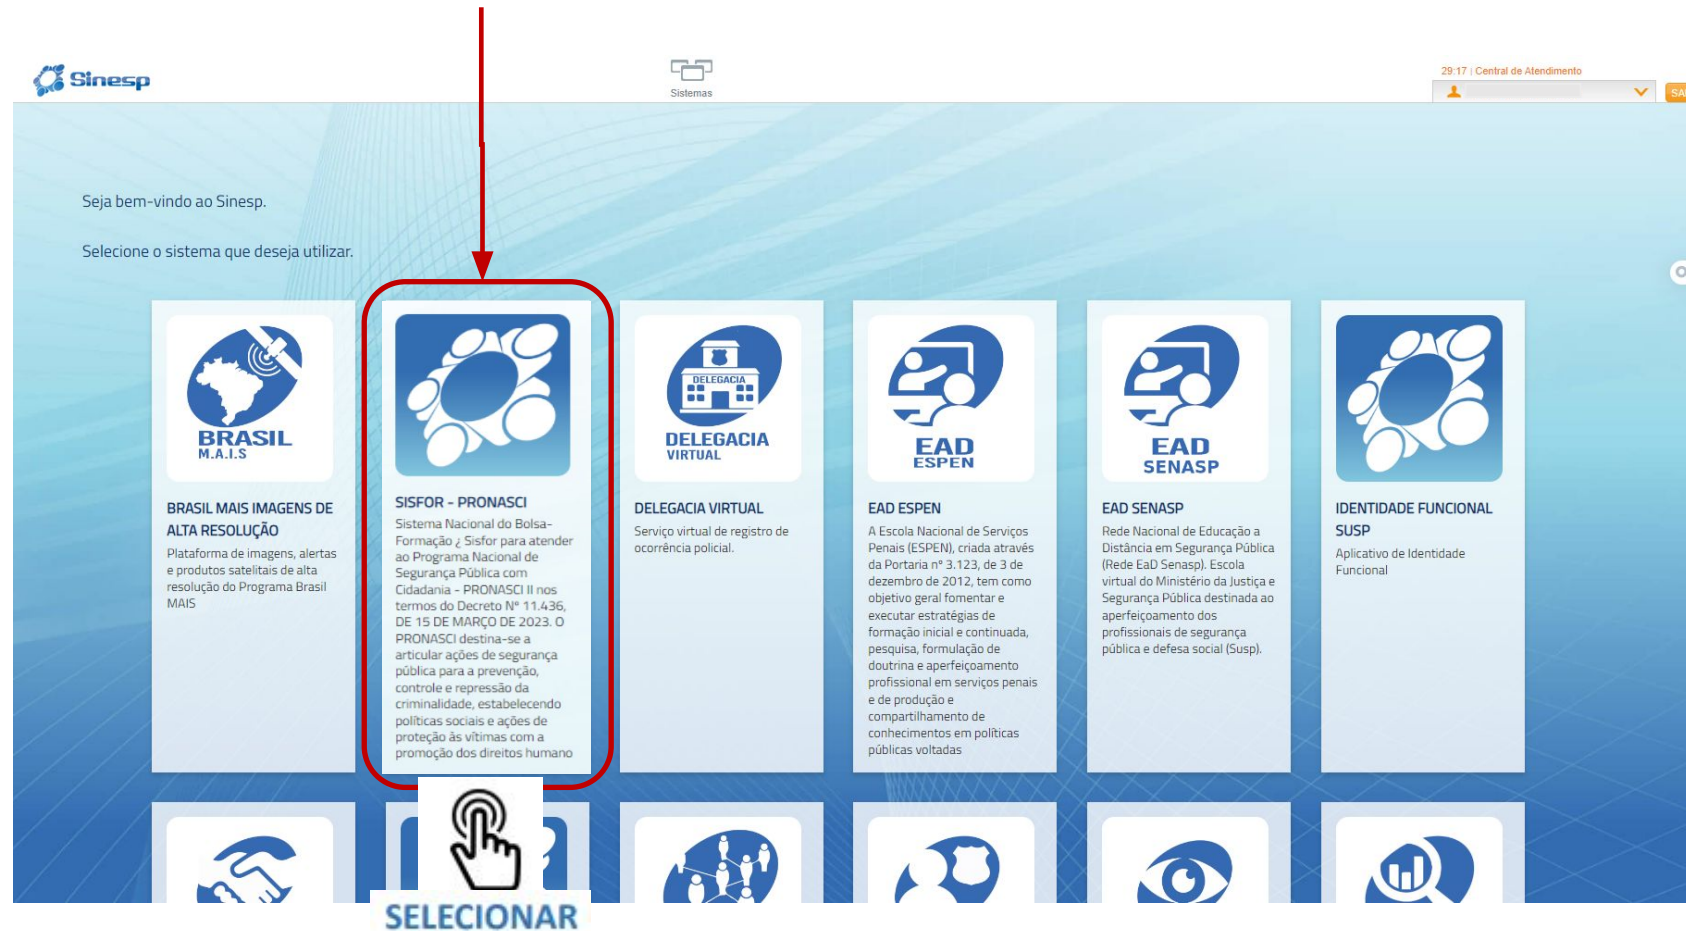 Sinesp
Sistemas
29:17 | Central de Atendimento
Seja bem-vindo ao Sinesp.
Selecione o sistema que deseja utilizar.
BRASIL
M.A.I.S
BRASIL MAIS IMAGENS DE
ALTA RESOLUÇÃO
Plataforma de imagens, alertas
e produtos satelitais de alta
resolução do Programa Brasil
MAIS
SISFOR - PRONASCI
Sistema Nacional do Bolsa-
Formação ¿ Sisfor para atender
ao Programa Nacional de
Segurança Pública com
Cidadania - PRONASCI II nos
termos do Decreto Nº 11.436,
DE 15 DE MARÇO DE 2023. O
PRONASCI destina-se a
articular ações de segurança
pública para a prevenção,
controle e repressão da
criminalidade, estabelecendo
políticas sociais e ações de
proteção às vítimas com a
promoção dos direitos humano
DELEGACIA
DELEGACIA
VIRTUAL
DELEGACIA VIRTUAL
Serviço virtual de registro de
ocorrência policial.
EAD
ESPEN
EAD ESPEN
A Escola Nacional de Serviços
Penais (ESPEN), criada através
da Portaria nº 3.123, de 3 de
dezembro de 2012, tem como
objetivo geral fomentar e
executar estratégias de
formação inicial e continuada,
pesquisa, formulação de
doutrina e aperfeiçoamento
profissional em serviços penais
e de produção e
compartilhamento de
conhecimentos em políticas
públicas voltadas
EAD
SENASP
EAD SENASP
Rede Nacional de Educação a
Distância em Segurança Pública
(Rede EaD Senasp). Escola
virtual do Ministério da Justiça e
Segurança Pública destinada ao
aperfeiçoamento dos
profissionais de segurança
pública e defesa social (Susp).
IDENTIDADE FUNCIONAL
SUSP
Aplicativo de Identidade
Funcional
SELECIONAR